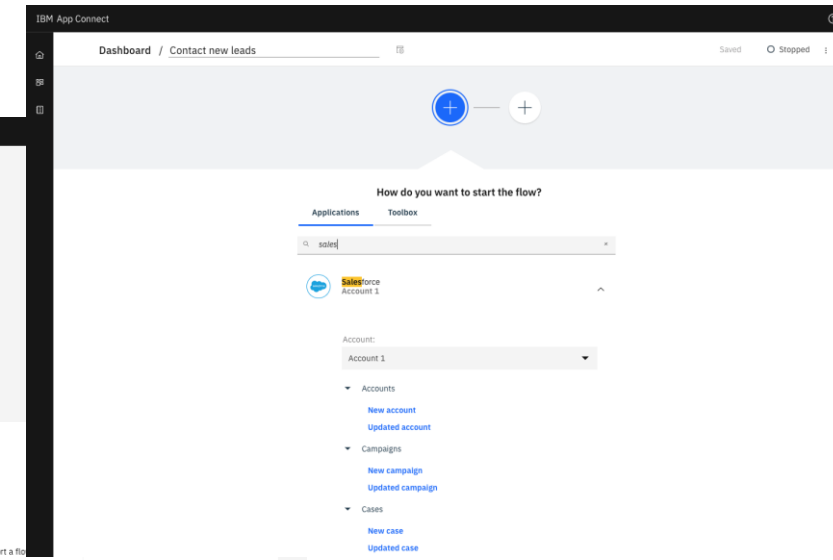 IBM App Connect
Dashboard / Contact new leads
Saved
Stopped
How do you want to start the flow?
Applications
Toolbox
sales
Salesforce
Account 1
Account:
Account 1
Accounts
New account
Updated account
Campaigns
New campaign
Updated campaign
Cases
New case
Updated case
rt a flo